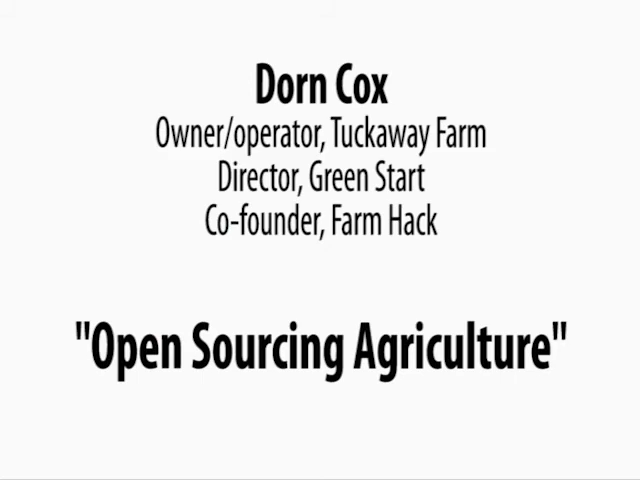 Dorn Cox
Owner/operator, Tuckaway Farm
Director, Green Start
Co-founder, Farm Hack
"Open Sourcing Agriculture"